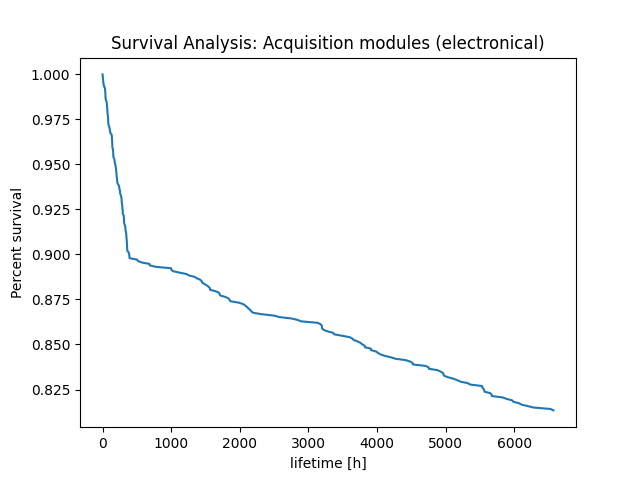 Survival Analysis: Acquisition modules (electronical)
1.000
0.975
0.950
0.925
0.900
0.875
0.850
0.825
Percent survival
0 1000 2000 3000 4000 5000 6000
lifetime [h]